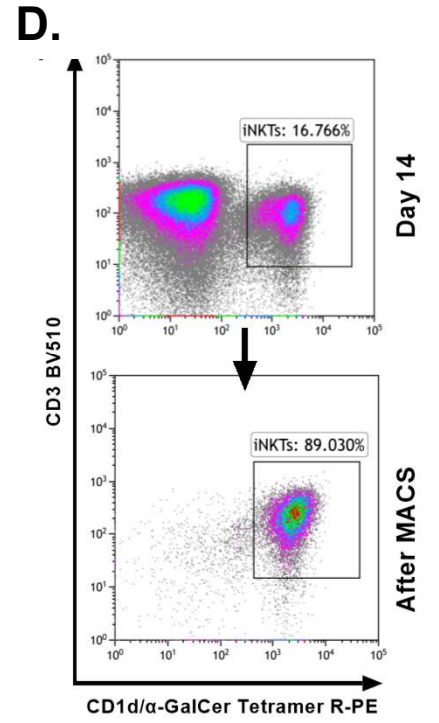 D.
10⁵
10⁴
10³
10²
10¹
10⁰
iNKTs: 16.766%
10⁰ 10¹ 10² 10³ 10⁴ 10⁵
Day 14
CD3 BV510
10⁵
10⁴
10³
10²
10¹
10⁰
iNKTs: 89.030%
10⁰ 10¹ 10² 10³ 10⁴ 10⁵
After MACS
CD1d/α-GalCer Tetramer R-PE